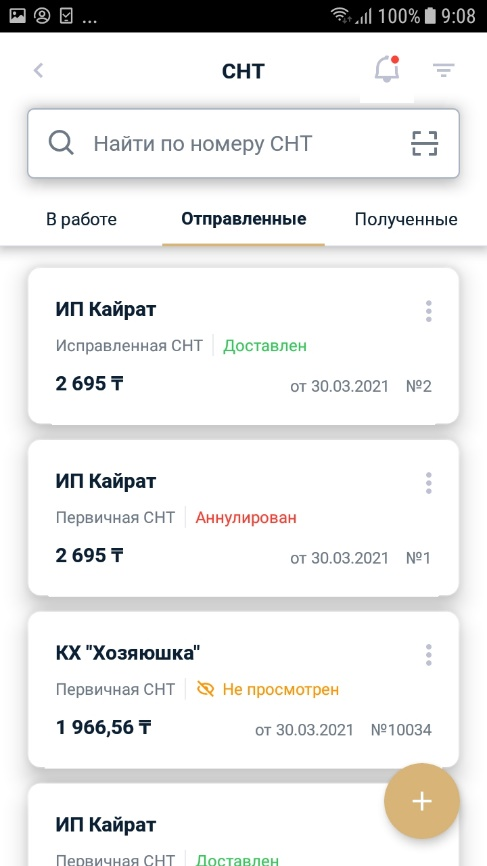 ... 100% 9:08
СНТ
Найти по номеру СНТ
В работе Отправленные Полученные
ИП Кайрат
Исправленная СНТ Доставлен
2 695 ₸ от 30.03.2021 №2
ИП Кайрат
Первичная СНТ Аннулирован
2 695 ₸ от 30.03.2021 №1
КХ "Хозяюшка"
Первичная СНТ Не просмотрен
1 966,56 ₸ от 30.03.2021 №10034
ИП Кайрат
Первичная СНТ Доставлен